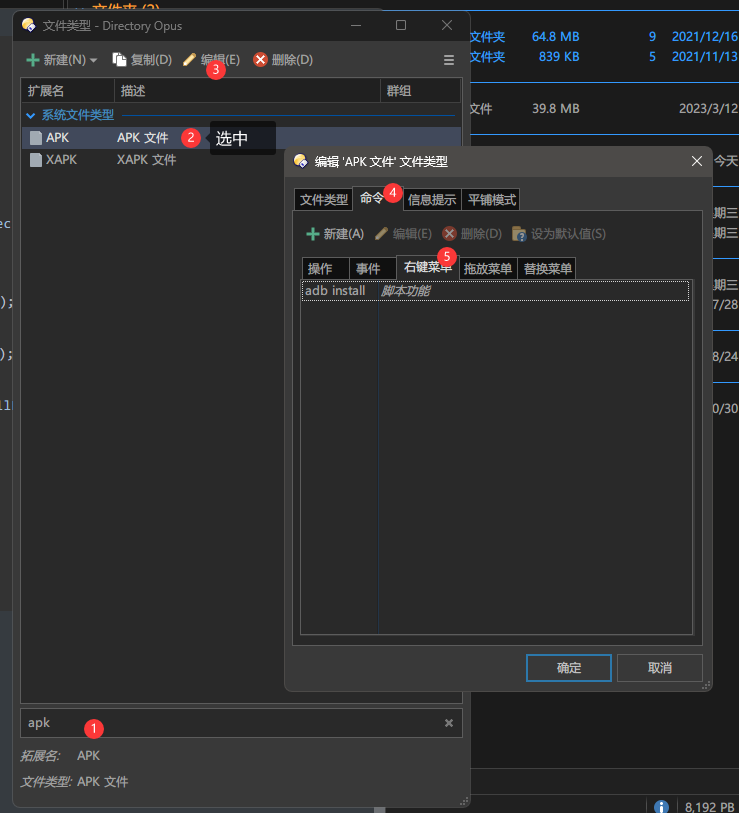 文件夹 (2)
文件类型 - Directory Opus
新建(N) 复制(D) 编辑(E) 删除(D)
3
扩展名 描述 群组
系统文件类型
APK APK 文件 2 选中
XAPK XAPK 文件
文件夹 64.8 MB 9 2021/12/16
文件夹 839 KB 5 2021/11/13
文件 39.8 MB 2023/3/12
编辑 'APK 文件' 文件类型
今天
文件类型 命令 4 信息提示 平铺模式
期三
新建(A) 编辑(E) 删除(D) 设为默认值(S)
期三
操作 事件 右键菜单 5 拖放菜单 替换菜单
adb install 脚本功能
期三
7/28
8/24
0/30
ec
);
);
确定 取消
apk 1
拓展名: APK
文件类型: APK 文件
8,192 PB